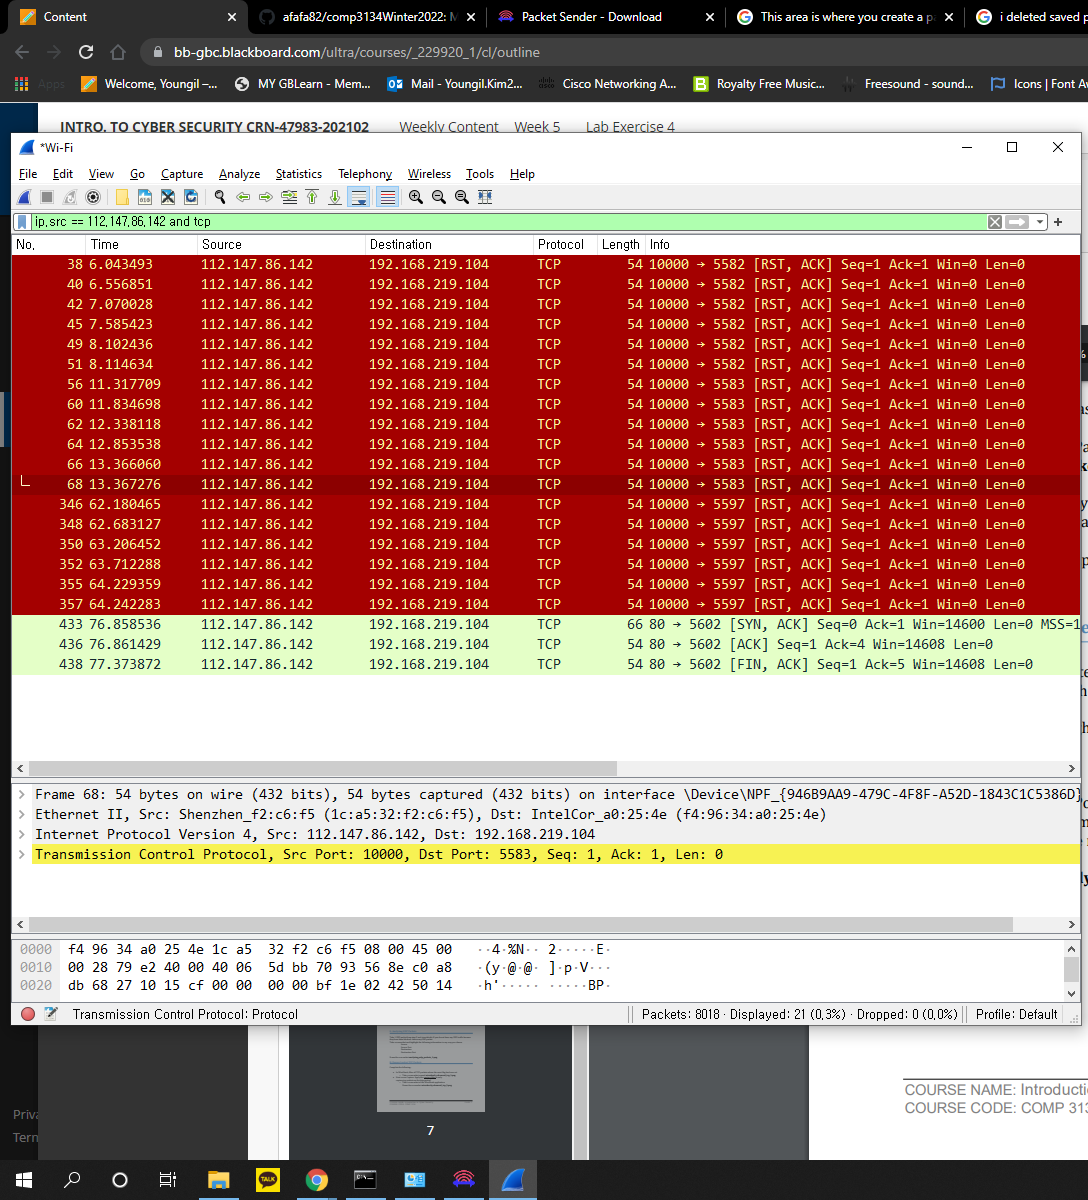 Content
afafa82/comp3134Winter2022: M
Packet Sender - Download
This area is where you create a p
i deleted saved p
bb-gbc.blackboard.com/ultra/courses/_229920_1/cl/outline
Apps
Welcome, Youngil –...
MY GBLearn - Mem...
Mail - Youngil.Kim2...
Cisco Networking A...
Royalty Free Music...
Freesound - sound...
Icons | Font Aw
INTRO. TO CYBER SECURITY CRN-47983-202102 Weekly Content Week 5 Lab Exercise 4
*Wi-Fi
File Edit View Go Capture Analyze Statistics Telephony Wireless Tools Help
ip.src == 112.147.86.142 and tcp
No. Time Source Destination Protocol Length Info
38 6.043493 112.147.86.142 192.168.219.104 TCP 54 10000 → 5582 [RST, ACK] Seq=1 Ack=1 Win=0 Len=0
40 6.556851 112.147.86.142 192.168.219.104 TCP 54 10000 → 5582 [RST, ACK] Seq=1 Ack=1 Win=0 Len=0
42 7.070028 112.147.86.142 192.168.219.104 TCP 54 10000 → 5582 [RST, ACK] Seq=1 Ack=1 Win=0 Len=0
45 7.585423 112.147.86.142 192.168.219.104 TCP 54 10000 → 5582 [RST, ACK] Seq=1 Ack=1 Win=0 Len=0
49 8.102436 112.147.86.142 192.168.219.104 TCP 54 10000 → 5582 [RST, ACK] Seq=1 Ack=1 Win=0 Len=0
51 8.114634 112.147.86.142 192.168.219.104 TCP 54 10000 → 5582 [RST, ACK] Seq=1 Ack=1 Win=0 Len=0
56 11.317709 112.147.86.142 192.168.219.104 TCP 54 10000 → 5583 [RST, ACK] Seq=1 Ack=1 Win=0 Len=0
60 11.834698 112.147.86.142 192.168.219.104 TCP 54 10000 → 5583 [RST, ACK] Seq=1 Ack=1 Win=0 Len=0
62 12.338118 112.147.86.142 192.168.219.104 TCP 54 10000 → 5583 [RST, ACK] Seq=1 Ack=1 Win=0 Len=0
64 12.853538 112.147.86.142 192.168.219.104 TCP 54 10000 → 5583 [RST, ACK] Seq=1 Ack=1 Win=0 Len=0
66 13.366060 112.147.86.142 192.168.219.104 TCP 54 10000 → 5583 [RST, ACK] Seq=1 Ack=1 Win=0 Len=0
68 13.367276 112.147.86.142 192.168.219.104 TCP 54 10000 → 5583 [RST, ACK] Seq=1 Ack=1 Win=0 Len=0
346 62.180465 112.147.86.142 192.168.219.104 TCP 54 10000 → 5597 [RST, ACK] Seq=1 Ack=1 Win=0 Len=0
348 62.683127 112.147.86.142 192.168.219.104 TCP 54 10000 → 5597 [RST, ACK] Seq=1 Ack=1 Win=0 Len=0
350 63.206452 112.147.86.142 192.168.219.104 TCP 54 10000 → 5597 [RST, ACK] Seq=1 Ack=1 Win=0 Len=0
352 63.712288 112.147.86.142 192.168.219.104 TCP 54 10000 → 5597 [RST, ACK] Seq=1 Ack=1 Win=0 Len=0
355 64.229359 112.147.86.142 192.168.219.104 TCP 54 10000 → 5597 [RST, ACK] Seq=1 Ack=1 Win=0 Len=0
357 64.242283 112.147.86.142 192.168.219.104 TCP 54 10000 → 5597 [RST, ACK] Seq=1 Ack=1 Win=0 Len=0
433 76.858536 112.147.86.142 192.168.219.104 TCP 66 80 → 5602 [SYN, ACK] Seq=0 Ack=1 Win=14600 Len=0 MSS=1
436 76.861429 112.147.86.142 192.168.219.104 TCP 54 80 → 5602 [ACK] Seq=1 Ack=4 Win=14608 Len=0
438 77.373872 112.147.86.142 192.168.219.104 TCP 54 80 → 5602 [FIN, ACK] Seq=1 Ack=5 Win=14608 Len=0
Frame 68: 54 bytes on wire (432 bits), 54 bytes captured (432 bits) on interface \Device\NPF_{946B9AA9-479C-4F8F-A52D-1843C1C5386D}
Ethernet II, Src: Shenzhen_f2:c6:f5 (1c:a5:32:f2:c6:f5), Dst: IntelCor_a0:25:4e (f4:96:34:a0:25:4e)
Internet Protocol Version 4, Src: 112.147.86.142, Dst: 192.168.219.104
Transmission Control Protocol, Src Port: 10000, Dst Port: 5583, Seq: 1, Ack: 1, Len: 0
0000 f4 96 34 a0 25 4e 1c a5 32 f2 c6 f5 08 00 45 00 ··4·%N·· 2·····E·
0010 00 28 79 e2 40 00 40 06 5d bb 70 93 56 8e c0 a8 ·(y·@·@· ]·p·V···
0020 db 68 27 10 15 cf 00 00 00 00 bf 1e 02 42 50 14 ·h'····· ·····BP·
Transmission Control Protocol: Protocol
Packets: 8018 · Displayed: 21 (0.3%) · Dropped: 0 (0.0%)
Profile: Default
Priva
Term
7
COURSE NAME: Introducti
COURSE CODE: COMP 313
TALK